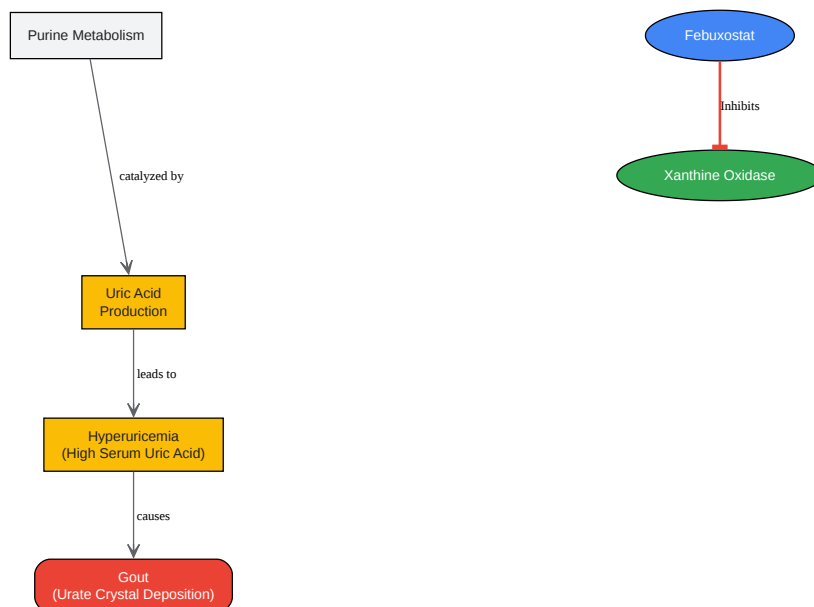 Purine Metabolism
Febuxostat
Inhibits
catalyzed by
Xanthine Oxidase
Uric Acid
Production
leads to
Hyperuricemia
(High Serum Uric Acid)
causes
Gout
(Urate Crystal Deposition)